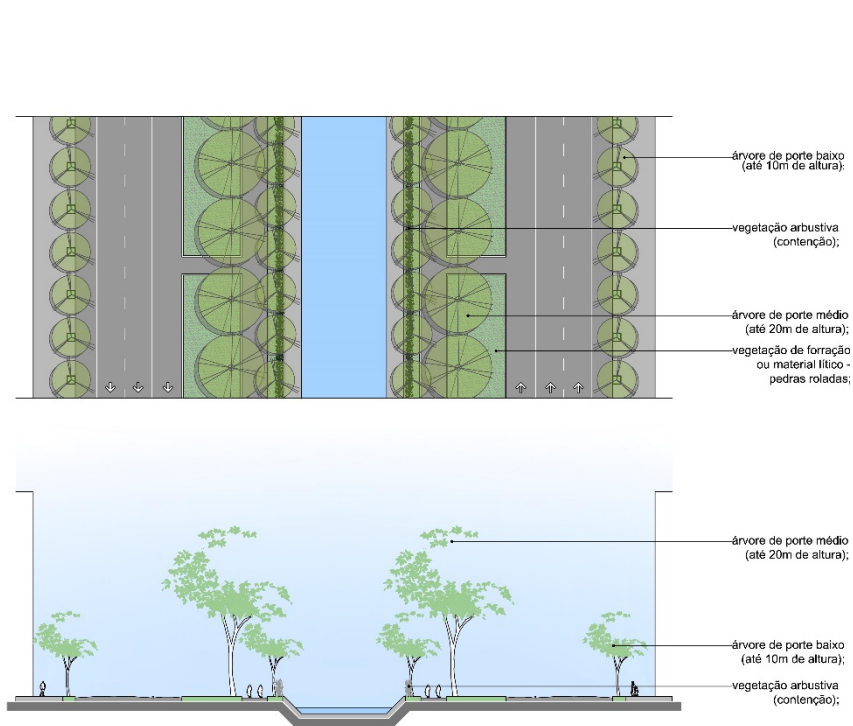 árvore de porte baixo
(até 10m de altura);
vegetação arbustiva
(contenção);
árvore de porte médio
(até 20m de altura);
vegetação de forração
ou material lítico -
pedras roladas;
árvore de porte médio
(até 20m de altura);
árvore de porte baixo
(até 10m de altura);
vegetação arbustiva
(contenção);